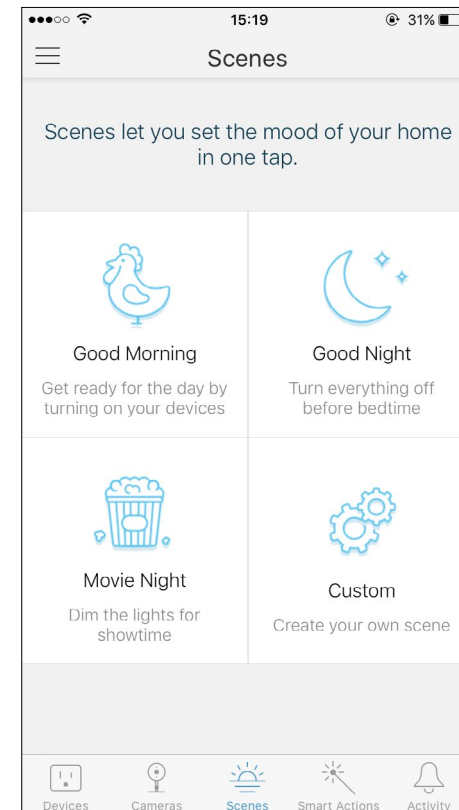 15:19
31%
Scenes
Scenes let you set the mood of your home
in one tap.
Good Morning
Get ready for the day by
turning on your devices
Good Night
Turn everything off
before bedtime
Movie Night
Dim the lights for
showtime
Custom
Create your own scene
Devices
Cameras
Scenes
Smart Actions
Activity